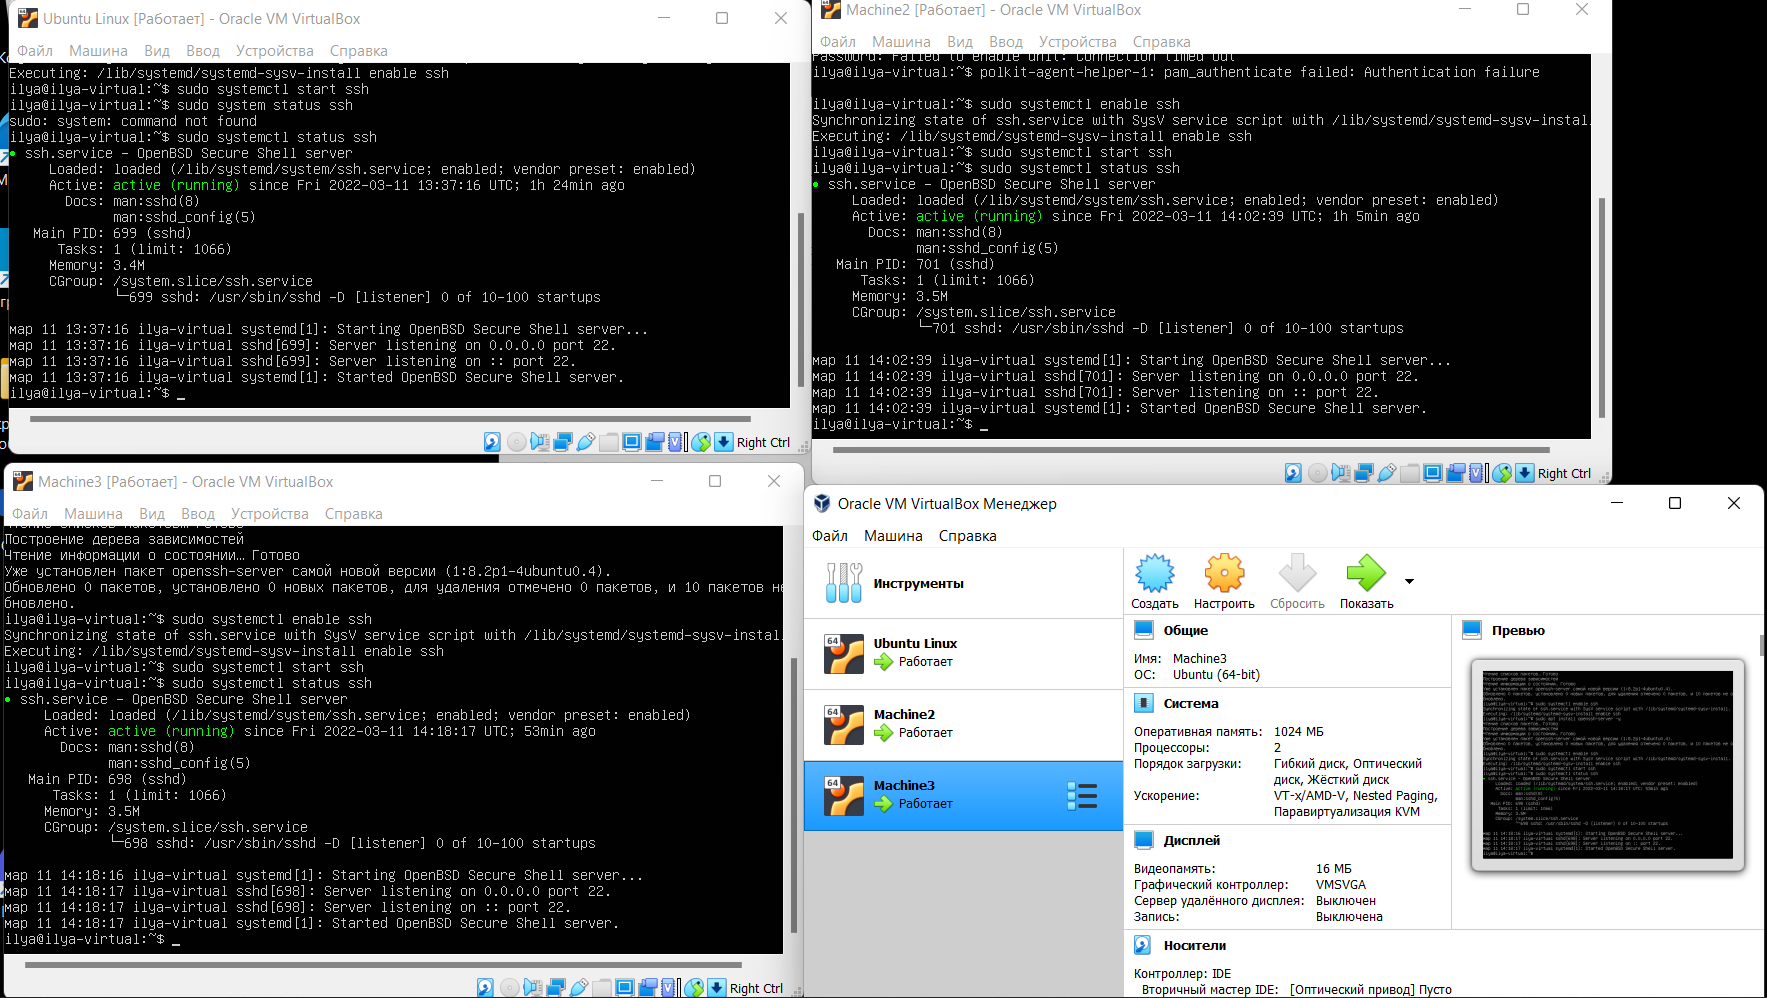 Ubuntu Linux [Работает] - Oracle VM VirtualBox
Файл Машина Вид Ввод Устройства Справка
Executing: /lib/systemd/systemd-sysv-install enable ssh
ilya@ilya-virtual:~$ sudo systemctl start ssh
ilya@ilya-virtual:~$ sudo system status ssh
sudo: system: command not found
ilya@ilya-virtual:~$ sudo systemctl status ssh
● ssh.service - OpenBSD Secure Shell server
Loaded: loaded (/lib/systemd/system/ssh.service; enabled; vendor preset: enabled)
Active: active (running) since Fri 2022-03-11 13:37:16 UTC; 1h 24min ago
Docs: man:sshd(8)
man:sshd_config(5)
Main PID: 699 (sshd)
Tasks: 1 (limit: 1066)
Memory: 3.4M
CGroup: /system.slice/ssh.service
└─699 sshd: /usr/sbin/sshd -D [listener] 0 of 10-100 startups
мар 11 13:37:16 ilya-virtual systemd[1]: Starting OpenBSD Secure Shell server...
мар 11 13:37:16 ilya-virtual sshd[699]: Server listening on 0.0.0.0 port 22.
мар 11 13:37:16 ilya-virtual sshd[699]: Server listening on :: port 22.
мар 11 13:37:16 ilya-virtual systemd[1]: Started OpenBSD Secure Shell server.
ilya@ilya-virtual:~$ _
Right Ctrl
Machine2 [Работает] - Oracle VM VirtualBox
Файл Машина Вид Ввод Устройства Справка
Password: Failed to enable unit: Connection timed out
ilya@ilya-virtual:~$ polkit-agent-helper-1: pam_authenticate failed: Authentication failure
ilya@ilya-virtual:~$ sudo systemctl enable ssh
Synchronizing state of ssh.service with SysV service script with /lib/systemd/systemd-sysv-instal
Executing: /lib/systemd/systemd-sysv-install enable ssh
ilya@ilya-virtual:~$ sudo systemctl start ssh
ilya@ilya-virtual:~$ sudo systemctl status ssh
● ssh.service - OpenBSD Secure Shell server
Loaded: loaded (/lib/systemd/system/ssh.service; enabled; vendor preset: enabled)
Active: active (running) since Fri 2022-03-11 14:02:39 UTC; 1h 5min ago
Docs: man:sshd(8)
man:sshd_config(5)
Main PID: 701 (sshd)
Tasks: 1 (limit: 1066)
Memory: 3.5M
CGroup: /system.slice/ssh.service
└─701 sshd: /usr/sbin/sshd -D [listener] 0 of 10-100 startups
мар 11 14:02:39 ilya-virtual systemd[1]: Starting OpenBSD Secure Shell server...
мар 11 14:02:39 ilya-virtual sshd[701]: Server listening on 0.0.0.0 port 22.
мар 11 14:02:39 ilya-virtual sshd[701]: Server listening on :: port 22.
мар 11 14:02:39 ilya-virtual systemd[1]: Started OpenBSD Secure Shell server.
ilya@ilya-virtual:~$ _
Right Ctrl
Machine3 [Работает] - Oracle VM VirtualBox
Файл Машина Вид Ввод Устройства Справка
Чтение списков пакетов… Готово
Построение дерева зависимостей
Чтение информации о состоянии… Готово
Уже установлен пакет openssh-server самой новой версии (1:8.2p1-4ubuntu0.4).
Обновлено 0 пакетов, установлено 0 новых пакетов, для удаления отмечено 0 пакетов, и 10 пакетов не
бновлено.
ilya@ilya-virtual:~$ sudo systemctl enable ssh
Synchronizing state of ssh.service with SysV service script with /lib/systemd/systemd-sysv-instal
Executing: /lib/systemd/systemd-sysv-install enable ssh
ilya@ilya-virtual:~$ sudo systemctl start ssh
ilya@ilya-virtual:~$ sudo systemctl status ssh
● ssh.service - OpenBSD Secure Shell server
Loaded: loaded (/lib/systemd/system/ssh.service; enabled; vendor preset: enabled)
Active: active (running) since Fri 2022-03-11 14:18:17 UTC; 53min ago
Docs: man:sshd(8)
man:sshd_config(5)
Main PID: 698 (sshd)
Tasks: 1 (limit: 1066)
Memory: 3.5M
CGroup: /system.slice/ssh.service
└─698 sshd: /usr/sbin/sshd -D [listener] 0 of 10-100 startups
мар 11 14:18:16 ilya-virtual systemd[1]: Starting OpenBSD Secure Shell server...
мар 11 14:18:17 ilya-virtual sshd[698]: Server listening on 0.0.0.0 port 22.
мар 11 14:18:17 ilya-virtual sshd[698]: Server listening on :: port 22.
мар 11 14:18:17 ilya-virtual systemd[1]: Started OpenBSD Secure Shell server.
ilya@ilya-virtual:~$ _
Right Ctrl
Oracle VM VirtualBox Менеджер
Файл Машина Справка
Инструменты
64 Ubuntu Linux
Работает
64 Machine2
Работает
64 Machine3
Работает
Создать Настроить Сбросить Показать
Общие
Имя: Machine3
ОС: Ubuntu (64-bit)
Система
Оперативная память: 1024 МБ
Процессоры: 2
Порядок загрузки: Гибкий диск, Оптический
диск, Жёсткий диск
Ускорение: VT-x/AMD-V, Nested Paging,
Паравиртуализация KVM
Дисплей
Видеопамять: 16 МБ
Графический контроллер: VMSVGA
Сервер удалённого дисплея: Выключен
Запись: Выключена
Носители
Контроллер: IDE
Вторичный мастер IDE: [Оптический привод] Пусто
Превью